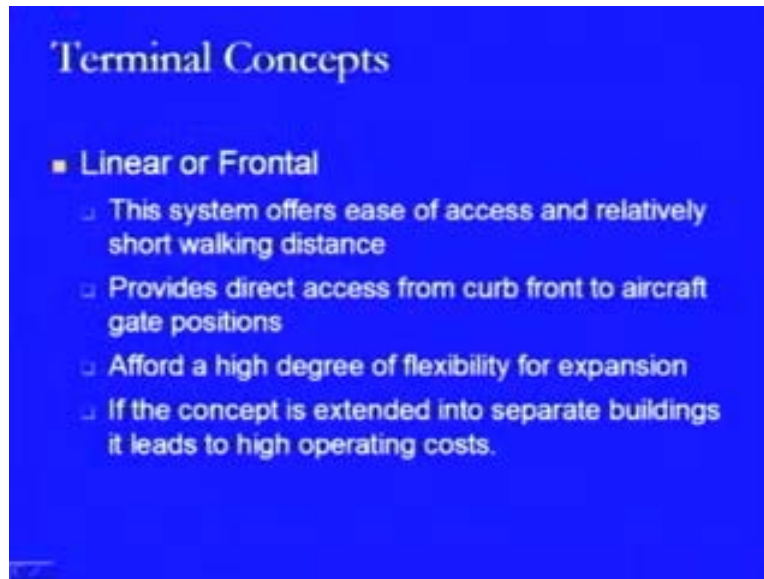 Terminal Concepts
Linear or Frontal
This system offers ease of access and relatively
short walking distance
Provides direct access from curb front to aircraft
gate positions
Afford a high degree of flexibility for expansion
If the concept is extended into separate buildings
it leads to high operating costs.